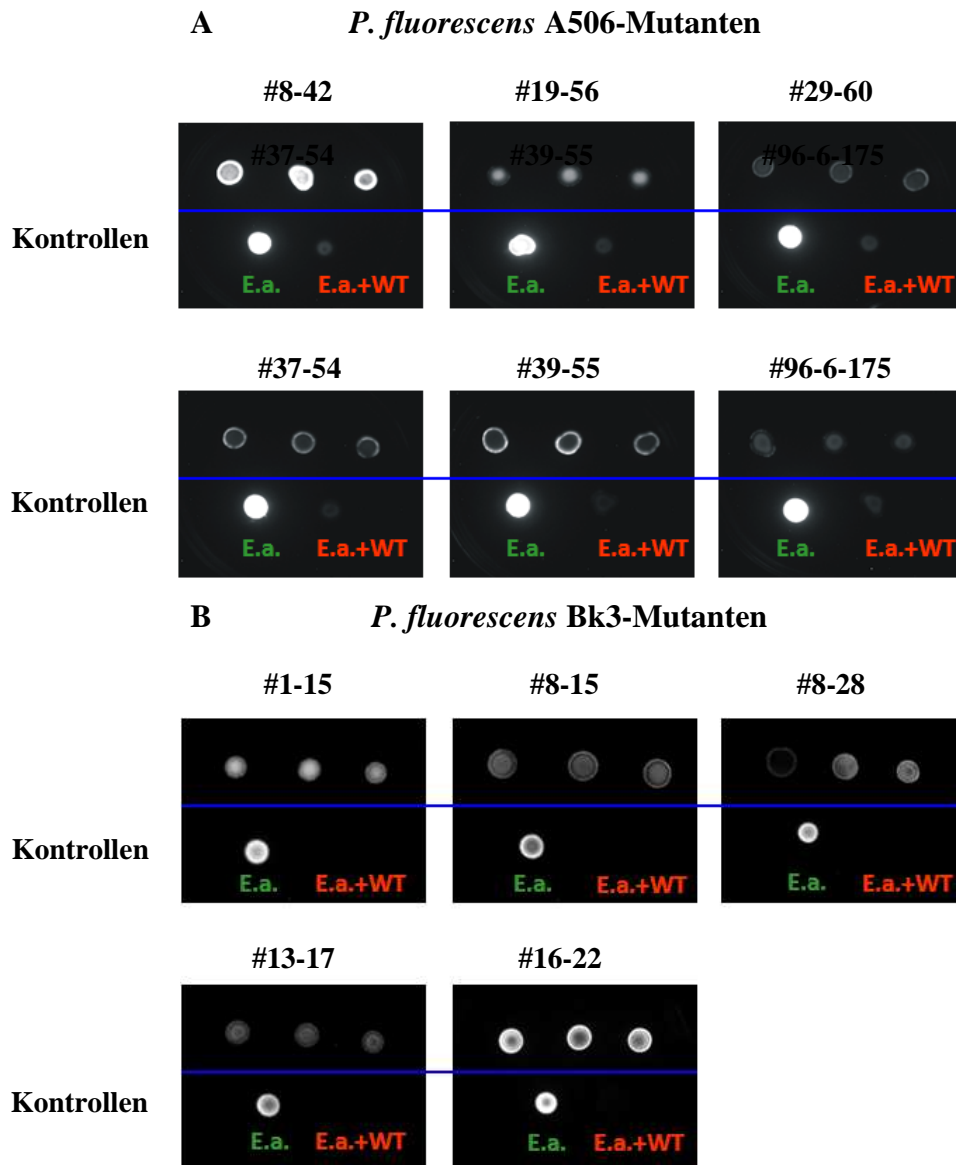 A P. fluorescens A506-Mutanten
#8-42 #19-56 #29-60
#37-54 #39-55 #96-6-175
Kontrollen
E.a. E.a.+WT E.a. E.a.+WT E.a. E.a.+WT
#37-54 #39-55 #96-6-175
Kontrollen
E.a. E.a.+WT E.a. E.a.+WT E.a. E.a.+WT
B P. fluorescens Bk3-Mutanten
#1-15 #8-15 #8-28
Kontrollen
E.a. E.a.+WT E.a. E.a.+WT E.a. E.a.+WT
#13-17 #16-22
Kontrollen
E.a. E.a.+WT E.a. E.a.+WT